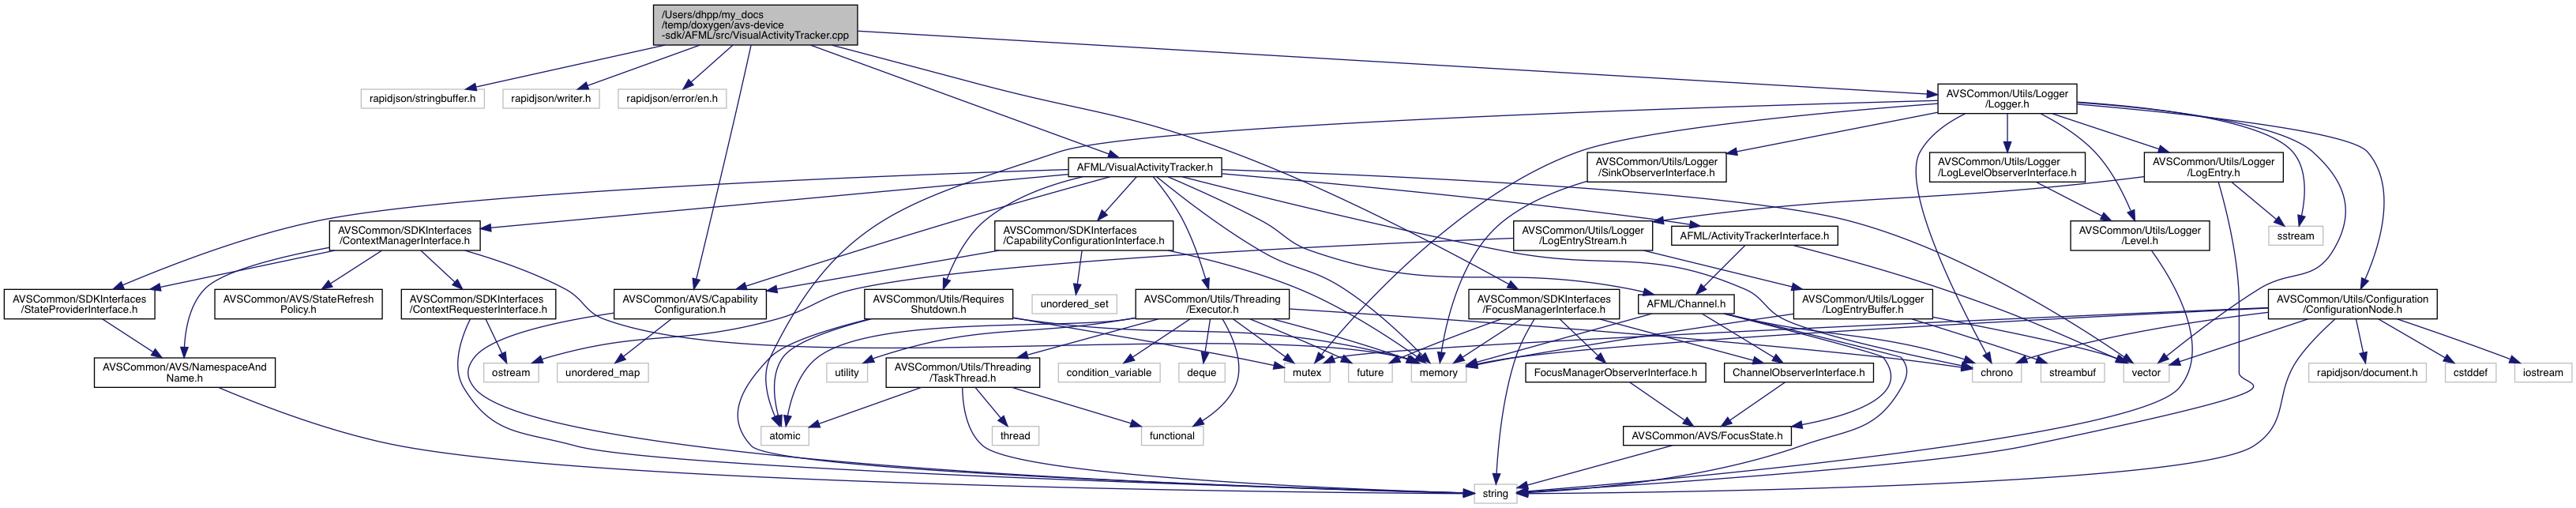 /Users/dhpp/my_docs
/temp/doxygen/avs-device
-sdk/AFML/src/VisualActivityTracker.cpp
rapidjson/stringbuffer.h
rapidjson/writer.h
rapidjson/error/en.h
AVSCommon/Utils/Logger
/Logger.h
AFML/VisualActivityTracker.h
AVSCommon/Utils/Logger
/SinkObserverInterface.h
AVSCommon/Utils/Logger
/LogLevelObserverInterface.h
AVSCommon/Utils/Logger
/LogEntry.h
AVSCommon/SDKInterfaces
/ContextManagerInterface.h
AVSCommon/SDKInterfaces
/CapabilityConfigurationInterface.h
AVSCommon/Utils/Logger
/LogEntryStream.h
AFML/ActivityTrackerInterface.h
AVSCommon/Utils/Logger
/Level.h
sstream
AVSCommon/SDKInterfaces
/StateProviderInterface.h
AVSCommon/AVS/StateRefresh
Policy.h
AVSCommon/SDKInterfaces
/ContextRequesterInterface.h
AVSCommon/AVS/Capability
Configuration.h
AVSCommon/Utils/Requires
Shutdown.h
unordered_set
AVSCommon/Utils/Threading
/Executor.h
AVSCommon/SDKInterfaces
/FocusManagerInterface.h
AFML/Channel.h
AVSCommon/Utils/Logger
/LogEntryBuffer.h
AVSCommon/Utils/Configuration
/ConfigurationNode.h
AVSCommon/AVS/NamespaceAnd
Name.h
ostream
unordered_map
utility
AVSCommon/Utils/Threading
/TaskThread.h
condition_variable
deque
mutex
future
memory
FocusManagerObserverInterface.h
ChannelObserverInterface.h
chrono
streambuf
vector
rapidjson/document.h
cstddef
iostream
atomic
thread
functional
AVSCommon/AVS/FocusState.h
string